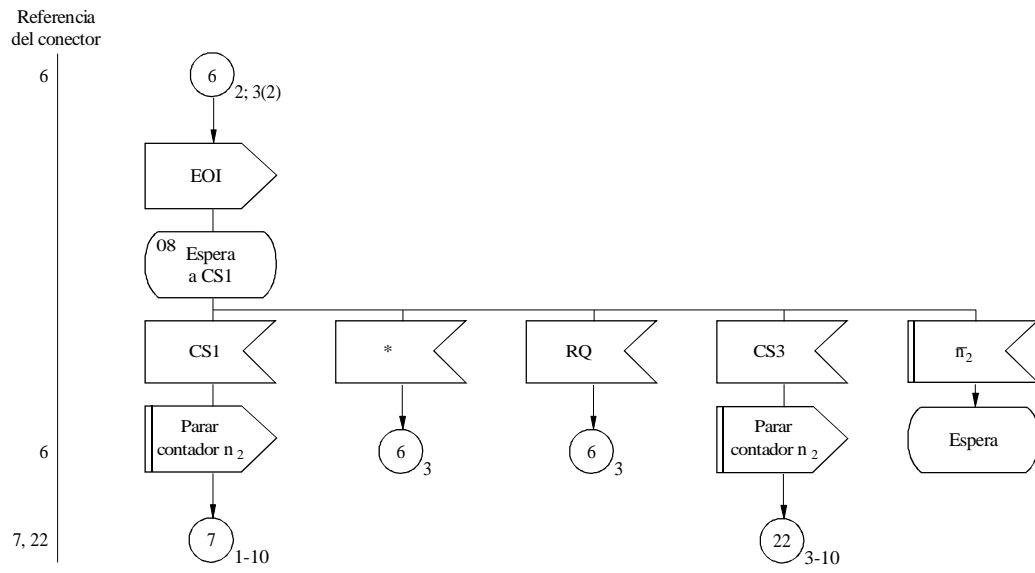 Referencia
del conector
6
6
2; 3(2)
EOI
08
Espera
a CS1
CS1
*
RQ
CS3
Parar
contador n 2
6
3
6
3
Parar
contador n 2
Espera
6
7, 22
7
1-10
22
3-10